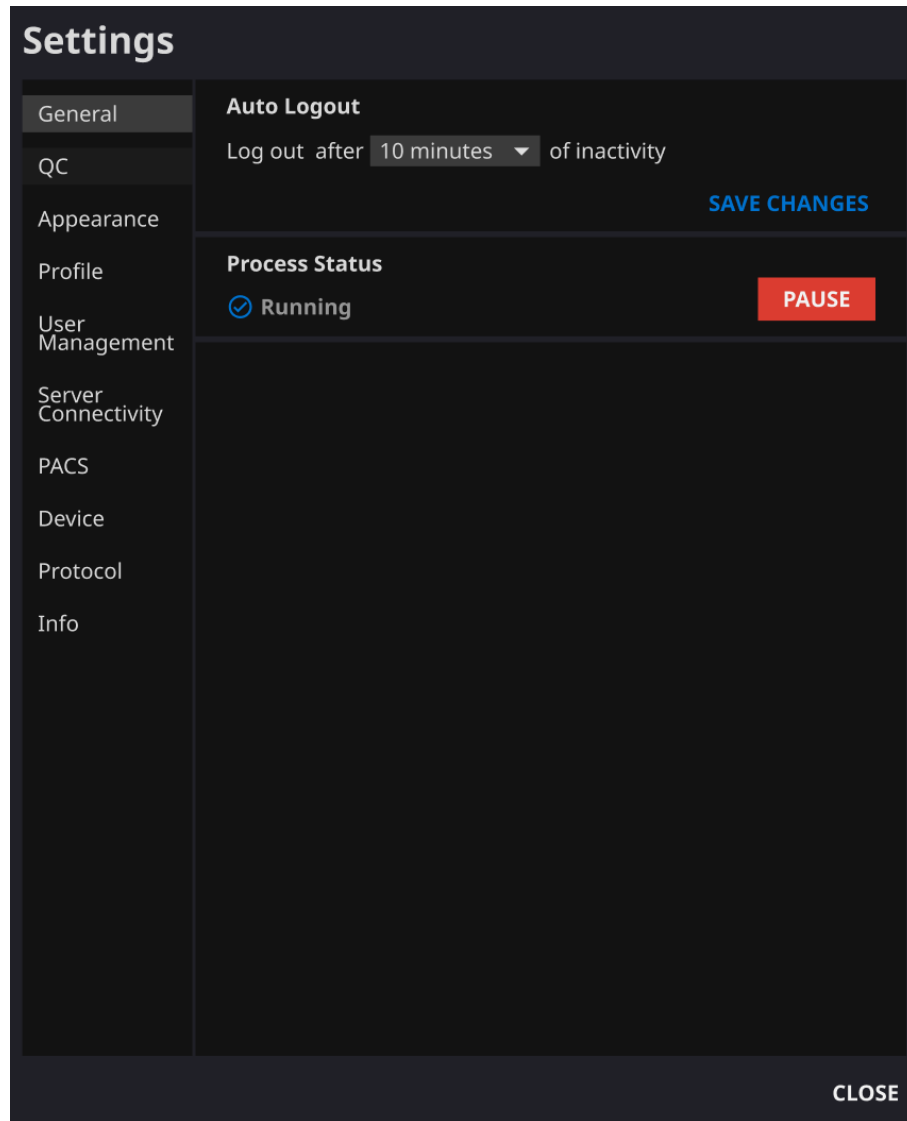 Settings
General
QC
Appearance
Profile
User
Management
Server
Connectivity
PACS
Device
Protocol
Info
Auto Logout
Log out after 10 minutes of inactivity
SAVE CHANGES
Process Status
Running
PAUSE
CLOSE